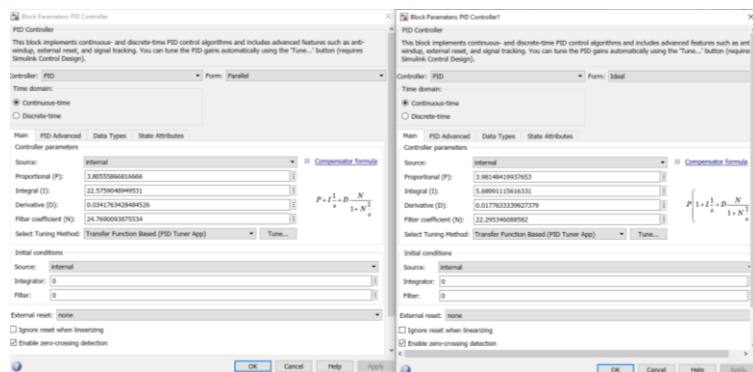 Block Parameters: PID Controller
PID Controller
This block implements continuous- and discrete-time PID control algorithms and includes advanced features such as anti-
windup, external reset, and signal tracking. You can tune the PID gains automatically using the 'Tune...' button (requires
Simulink Control Design).
Controller: PID Form: Parallel
Time domain:
Continuous-time
Discrete-time
Main PID Advanced Data Types State Attributes
Controller parameters
Source: internal Compensator formula
Proportional (P): 3.80555866816666
Integral (I): 22.5759048949531
Derivative (D): 0.0341763428484526
Filter coefficient (N): 24.7690093875534
P+I 1/s +D N/(1+N 1/s)
Select Tuning Method: Transfer Function Based (PID Tuner App) Tune...
Initial conditions
Source: internal
Integrator: 0
Filter: 0
External reset: none
Ignore reset when linearizing
Enable zero-crossing detection
OK Cancel Help Apply
Block Parameters: PID Controller1
PID Controller
This block implements continuous- and discrete-time PID control algorithms and includes advanced features such as anti-
windup, external reset, and signal tracking. You can tune the PID gains automatically using the 'Tune...' button (requires
Simulink Control Design).
Controller: PID Form: Ideal
Time domain:
Continuous-time
Discrete-time
Main PID Advanced Data Types State Attributes
Controller parameters
Source: internal Compensator formula
Proportional (P): 3.98148419937653
Integral (I): 5.68991115616331
Derivative (D): 0.0177633339927379
Filter coefficient (N): 22.295346088582
P(1+I 1/s +D N/(1+N 1/s
Select Tuning Method: Transfer Function Based (PID Tuner App) Tune...
Initial conditions
Source: internal
Integrator: 0
Filter: 0
External reset: none
Ignore reset when linearizing
Enable zero-crossing detection
OK Cancel Help Apply